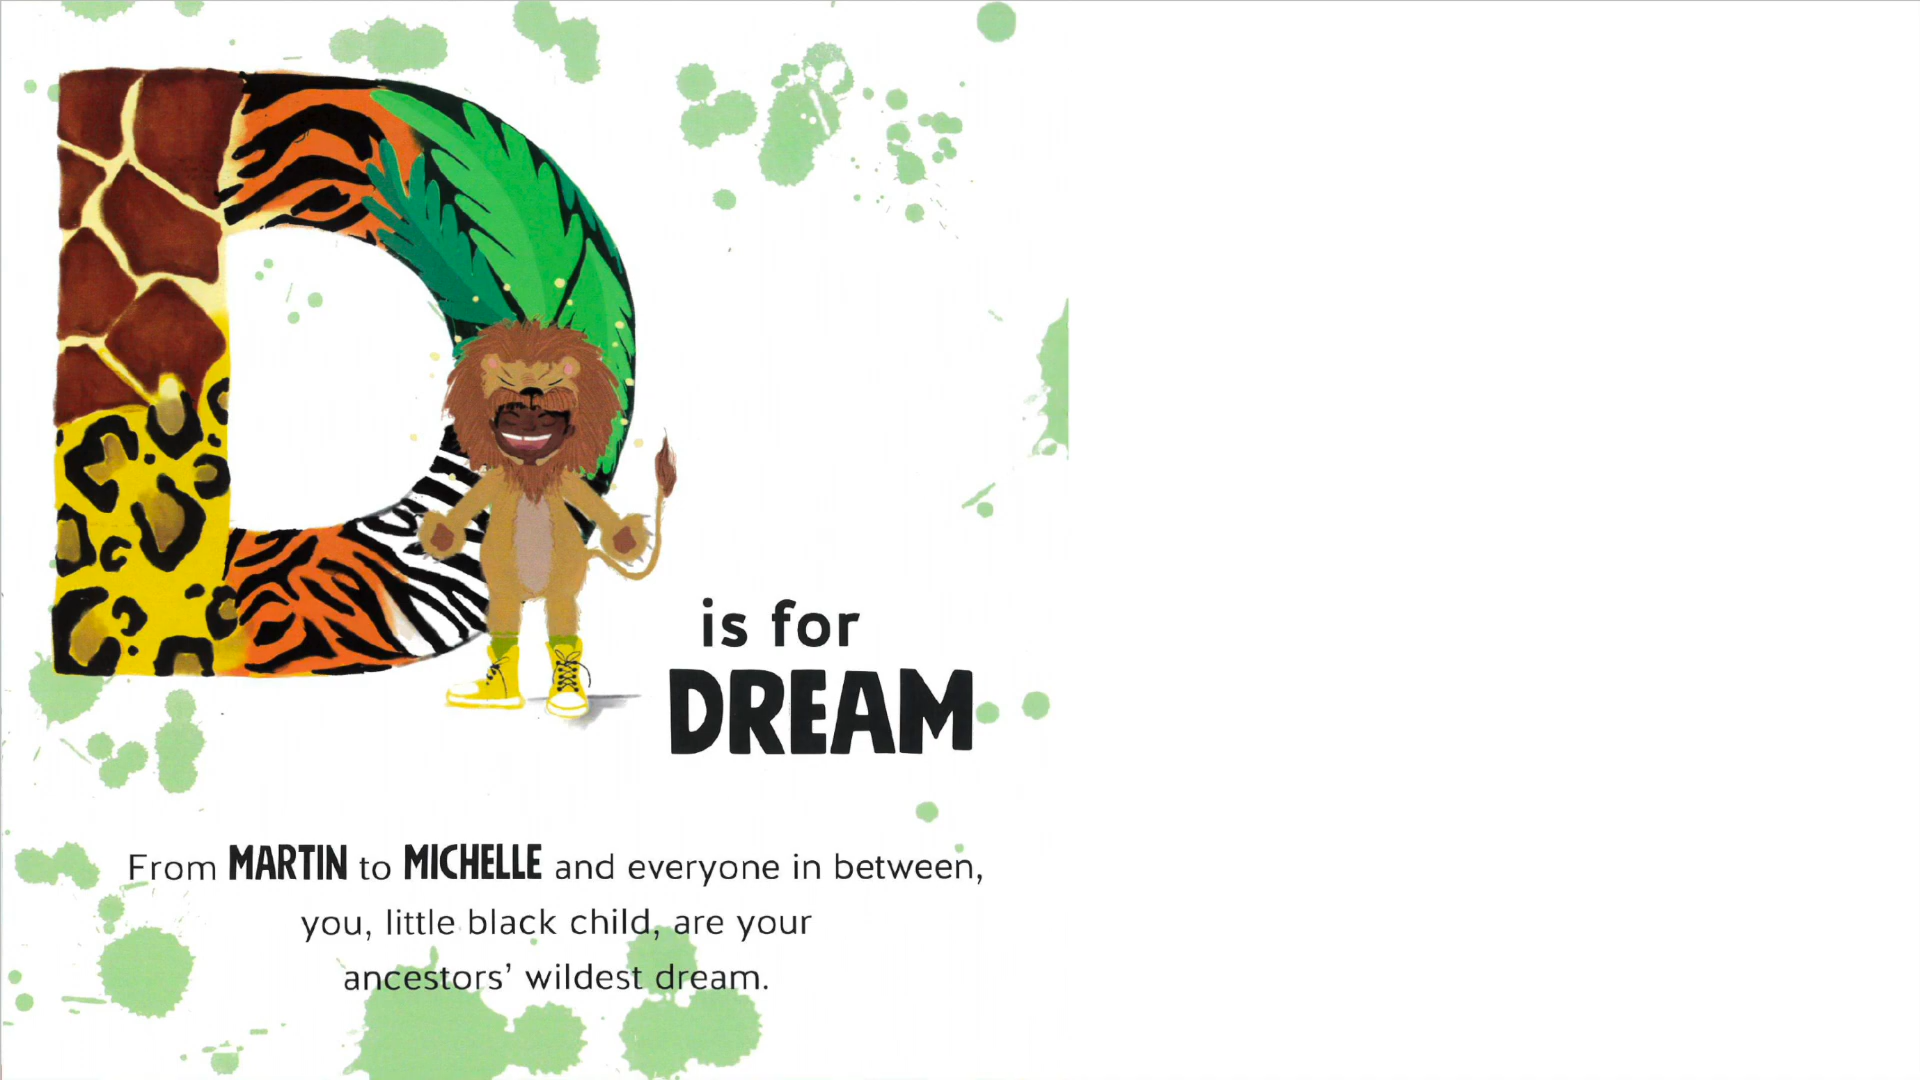 D
is for
DREAM
From MARTIN to MICHELLE and everyone in between,
you, little black child, are your
ancestors’ wildest dream.